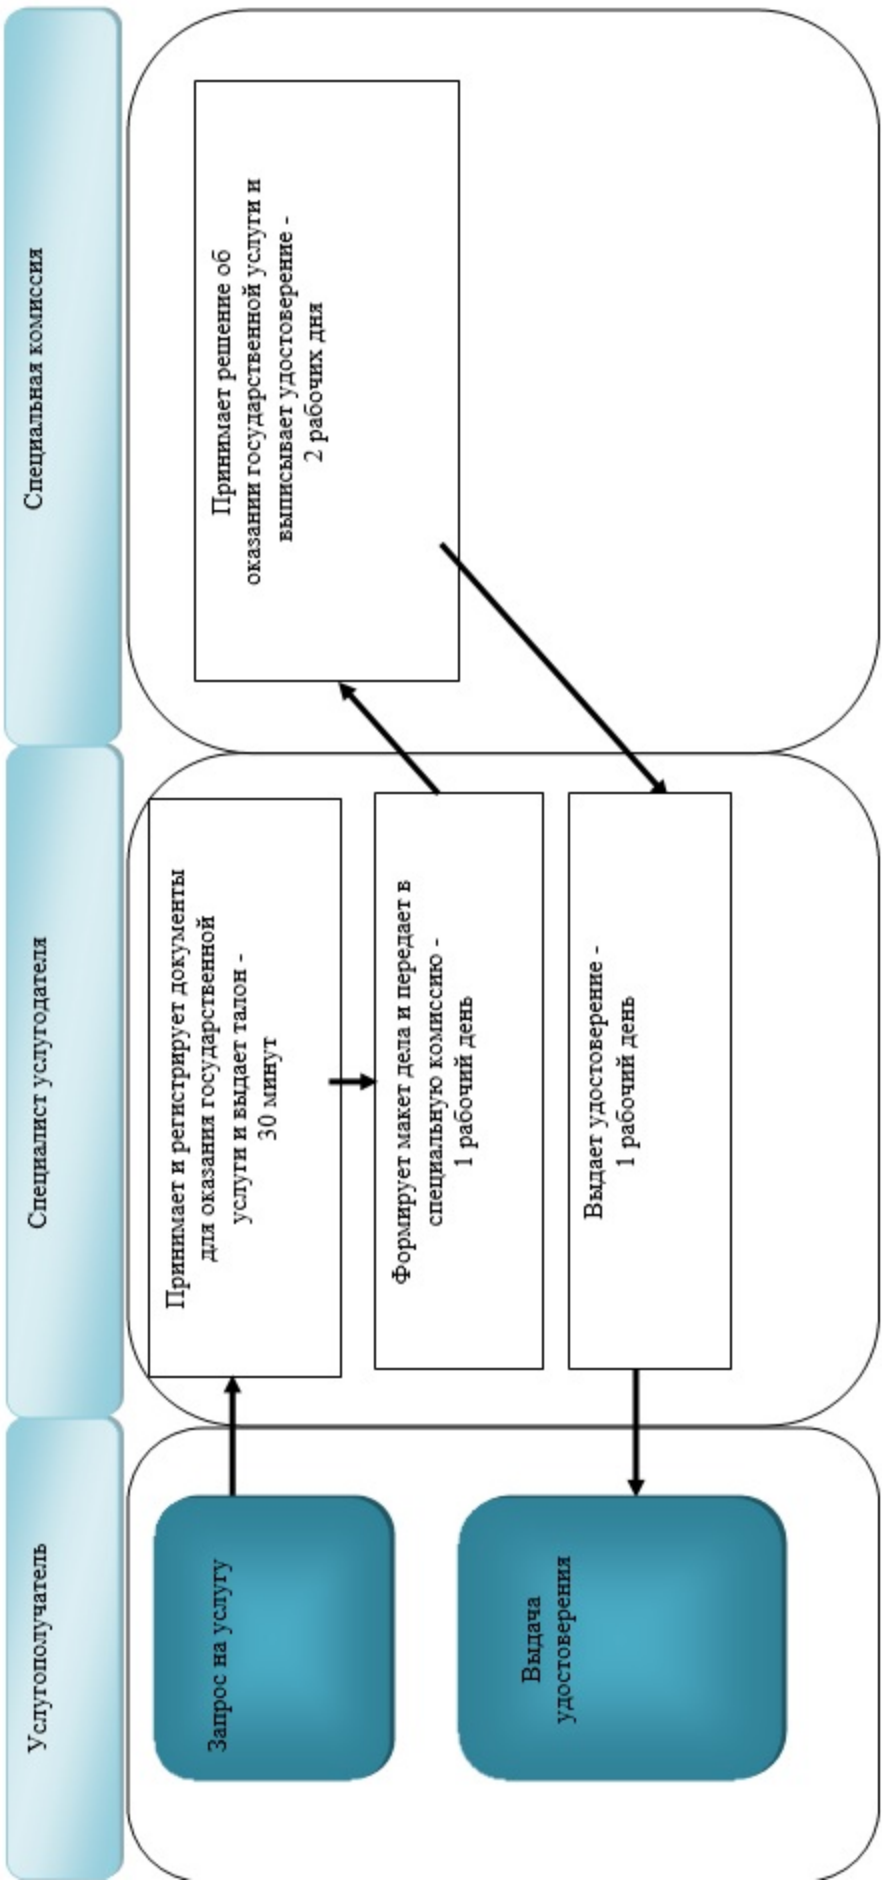 Услугополучатель
Специалист услугодателя
Специальная комиссия
Запрос на услугу
Принимает и регистрирует документы
для оказания государственной
услуги и выдает талон -
30 минут
Формирует макет дела и передает в
специальную комиссию -
1 рабочий день
Принимает решение об
оказании государственной услуги и
выписывает удостоверение -
2 рабочих дня
Выдает удостоверение -
1 рабочий день
Выдача
удостоверения